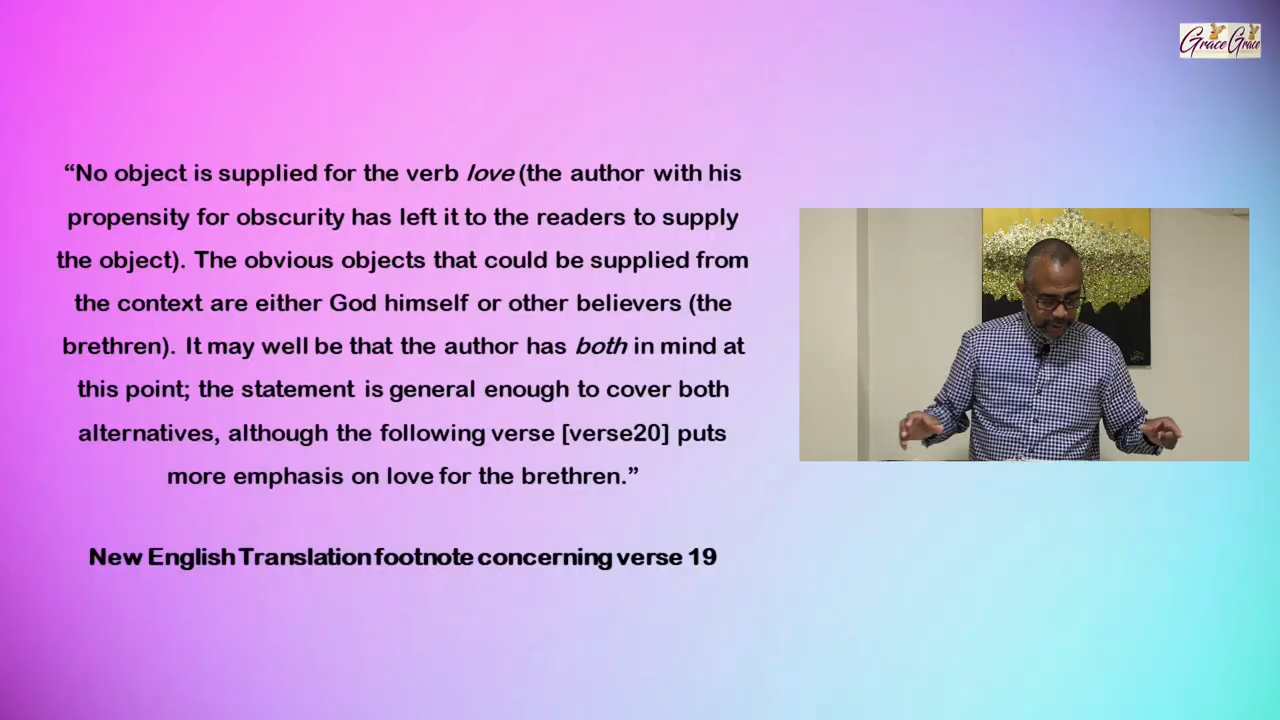 “No object is supplied for the verb love (the author with his
propensity for obscurity has left it to the readers to supply
the object). The obvious objects that could be supplied from
the context are either God himself or other believers (the
brethren). It may well be that the author has both in mind at
this point; the statement is general enough to cover both
alternatives, although the following verse [verse20] puts
more emphasis on love for the brethren.”
New English Translation footnote concerning verse 19
Grace Grace